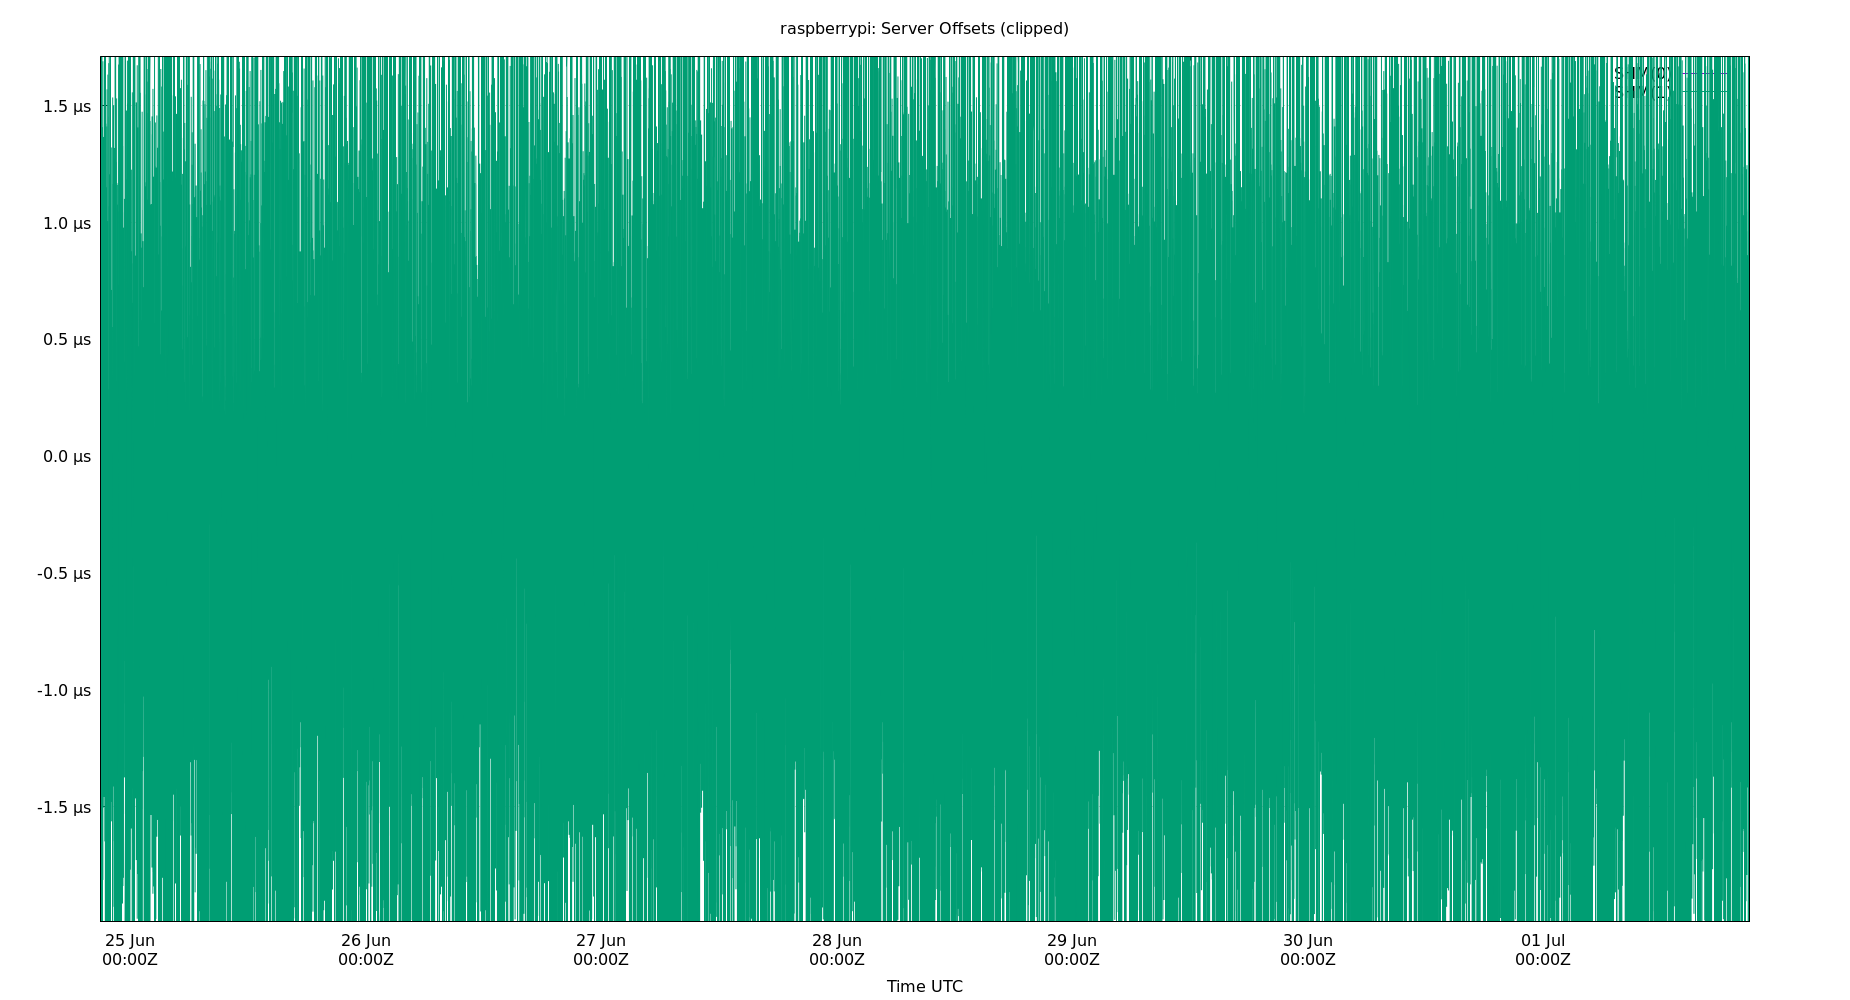 raspberrypi: Server Offsets (clipped)
1.5 µs
1.0 µs
0.5 µs
0.0 µs
-0.5 µs
-1.0 µs
-1.5 µs
25 Jun 26 Jun 27 Jun 28 Jun 29 Jun 30 Jun 01 Jul
00:00Z 00:00Z 00:00Z 00:00Z 00:00Z 00:00Z 00:00Z
Time UTC